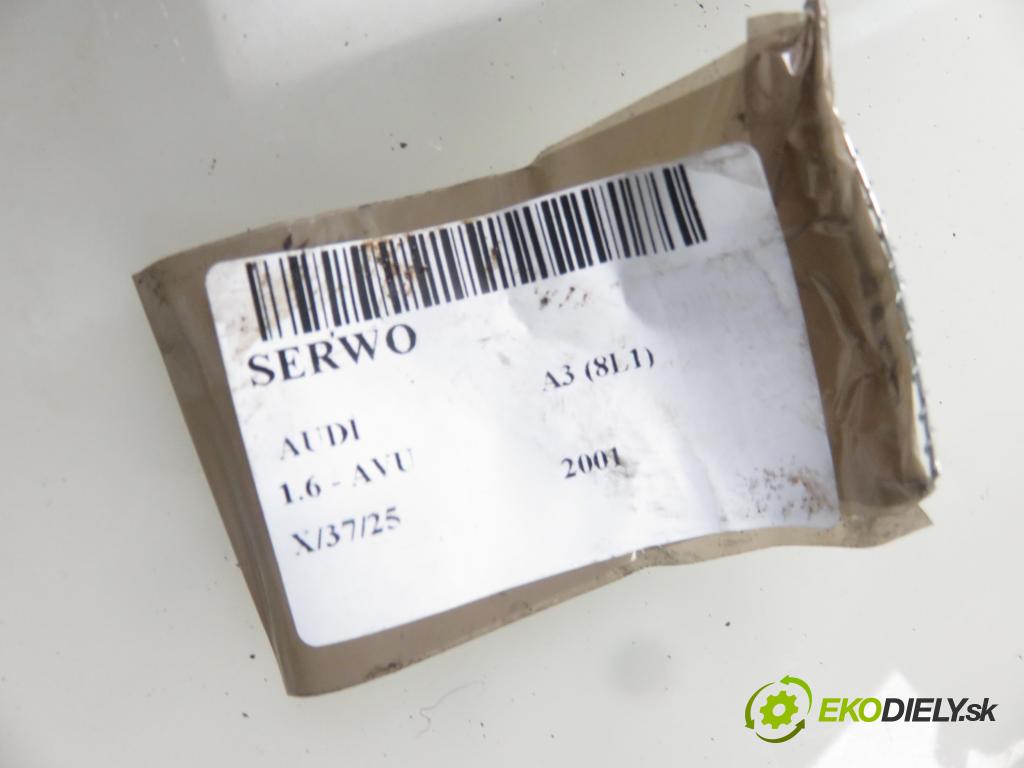 SERWO
AUDI A3 (8L1)
1.6 - AVU 2001
X/37/25
EKODIELY.sk